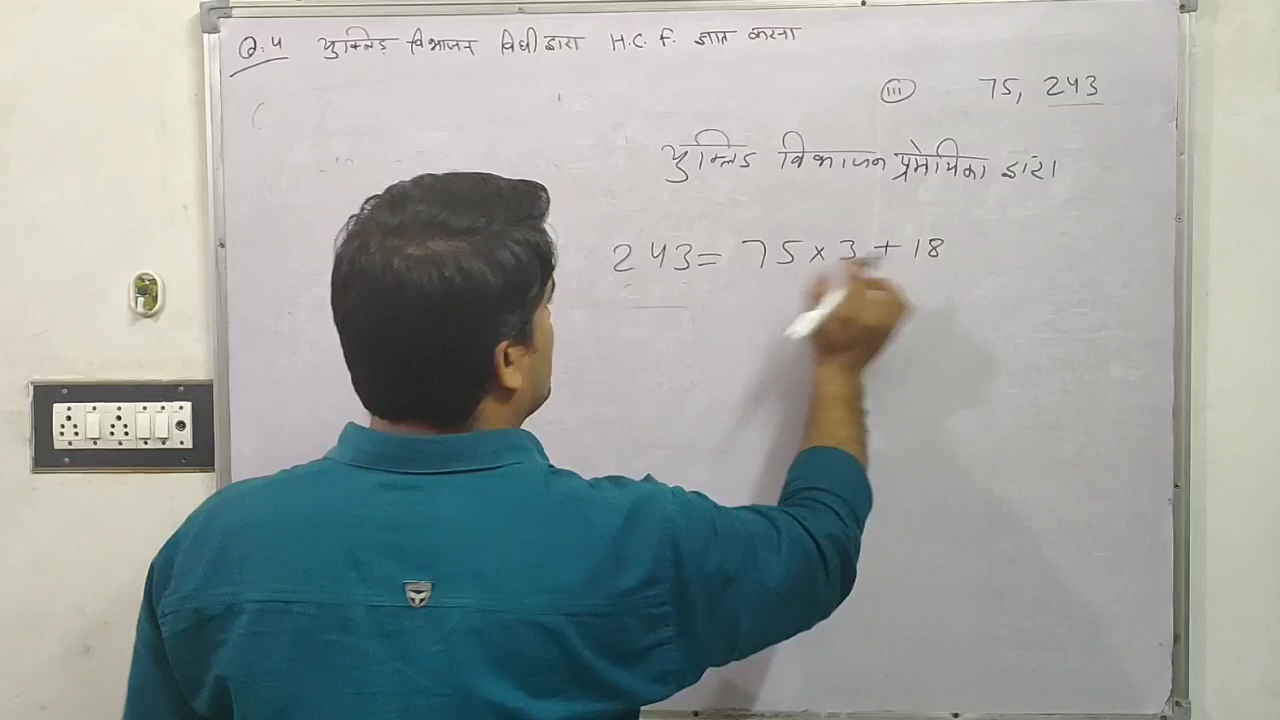 Q:4 युक्लिड विभाजन विधी द्वारा H.C.F. ज्ञात करना
(iii) 75, 243
युक्लिड विभाजन प्रमेयिका द्वारा
243 = 75 × 3 + 18